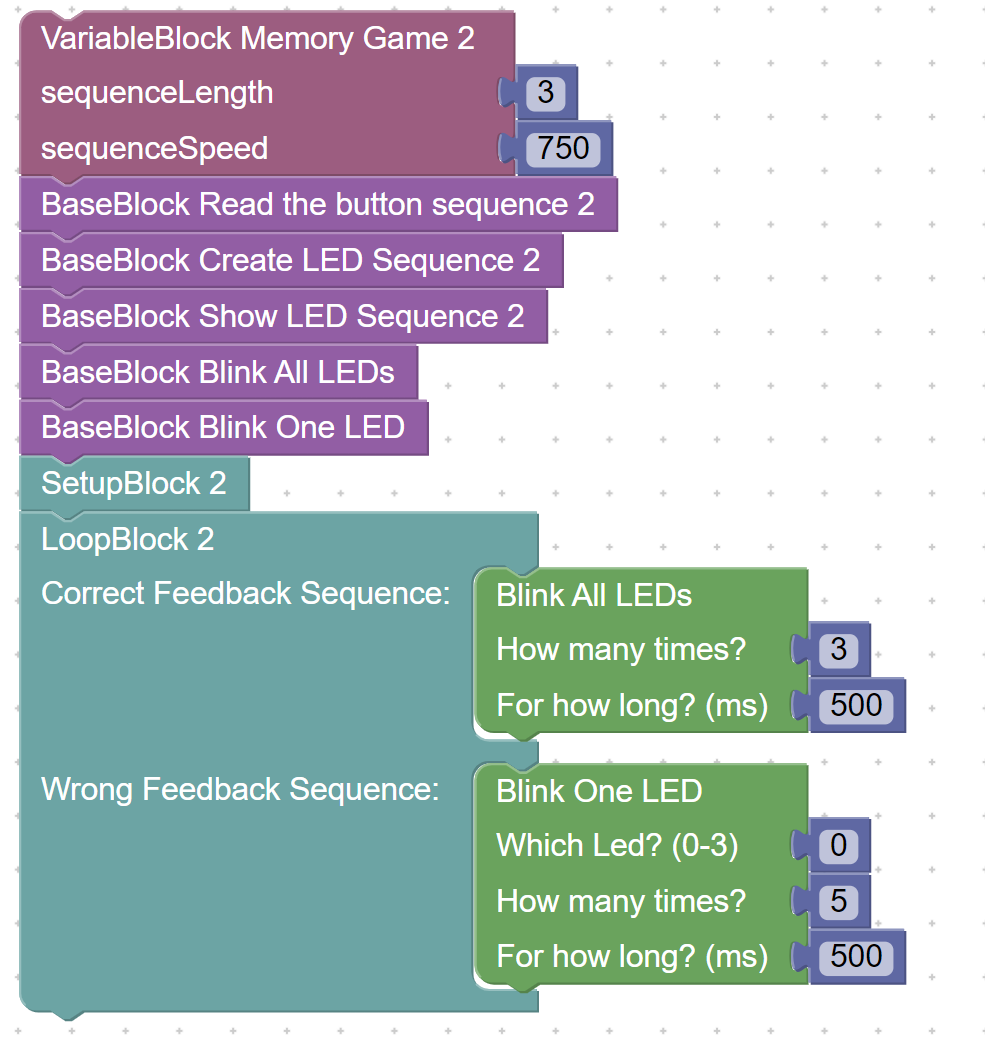 VariableBlock Memory Game 2
sequenceLength 3
sequenceSpeed 750
BaseBlock Read the button sequence 2
BaseBlock Create LED Sequence 2
BaseBlock Show LED Sequence 2
BaseBlock Blink All LEDs
BaseBlock Blink One LED
SetupBlock 2
LoopBlock 2
Correct Feedback Sequence: Blink All LEDs
How many times? 3
For how long? (ms) 500
Wrong Feedback Sequence: Blink One LED
Which Led? (0-3) 0
How many times? 5
For how long? (ms) 500